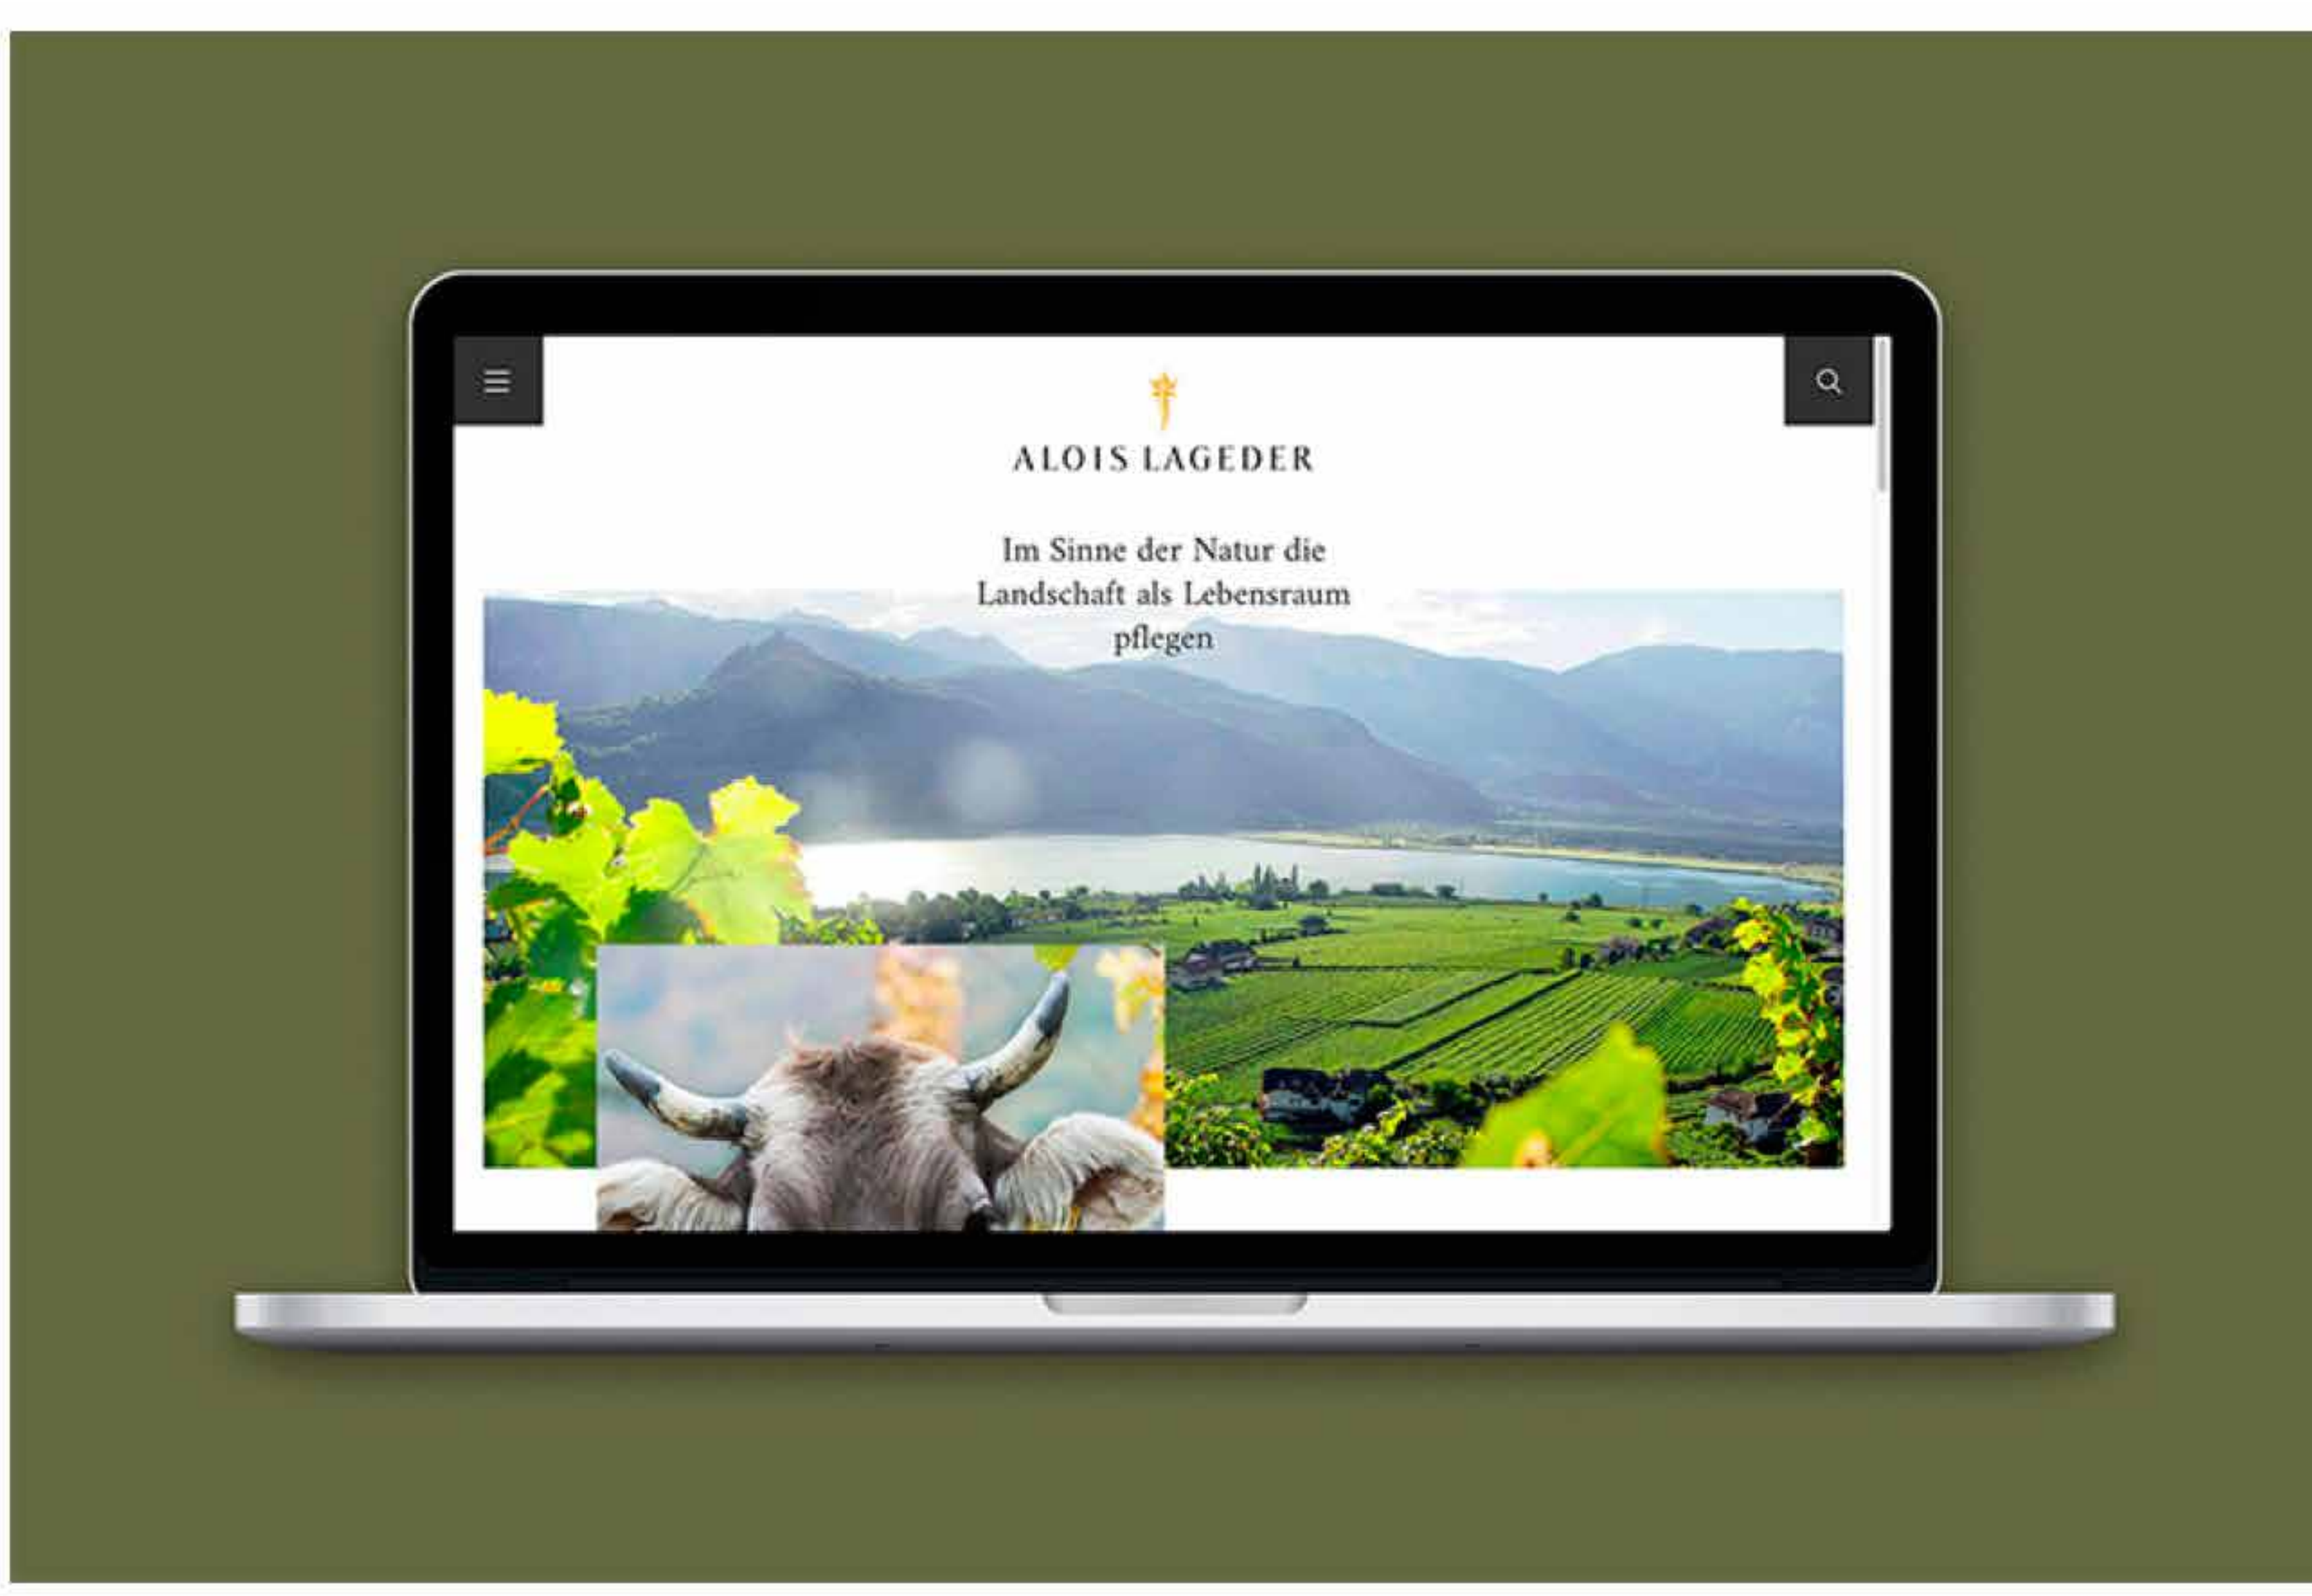 ALOIS LAGEDER
Im Sinne der Natur die
Landschaft als Lebensraum
pflegen